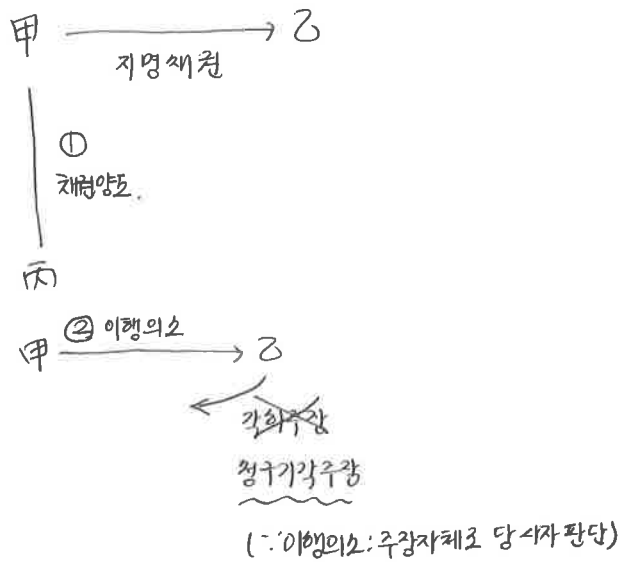 甲 → 乙
지명채권
①
채권양도.
丙
② 이행의소
甲 → 乙
각하주장
청구기각주장
(∵이행의소:주장자체로 당사자판단)